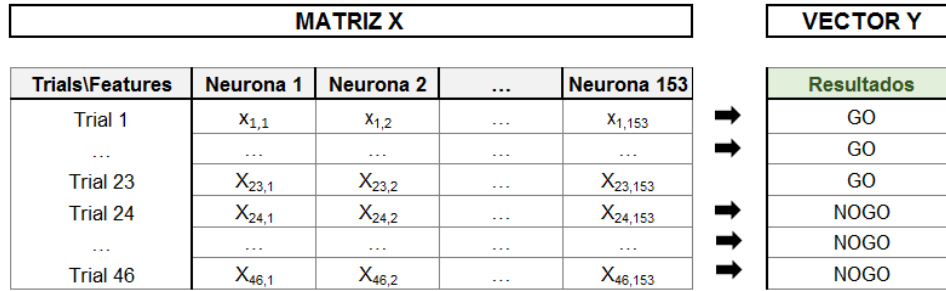 MATRIZ X VECTOR Y
Trials\Features Neurona 1 Neurona 2 ... Neurona 153 Resultados
Trial 1 x1,1 x1,2 ... x1,153 GO
... ... ... ... ... GO
Trial 23 X23,1 X23,2 ... X23,153 GO
Trial 24 X24,1 X24,2 ... X24,153 NOGO
... ... ... ... ... NOGO
Trial 46 X46,1 X46,2 ... X46,153 NOGO